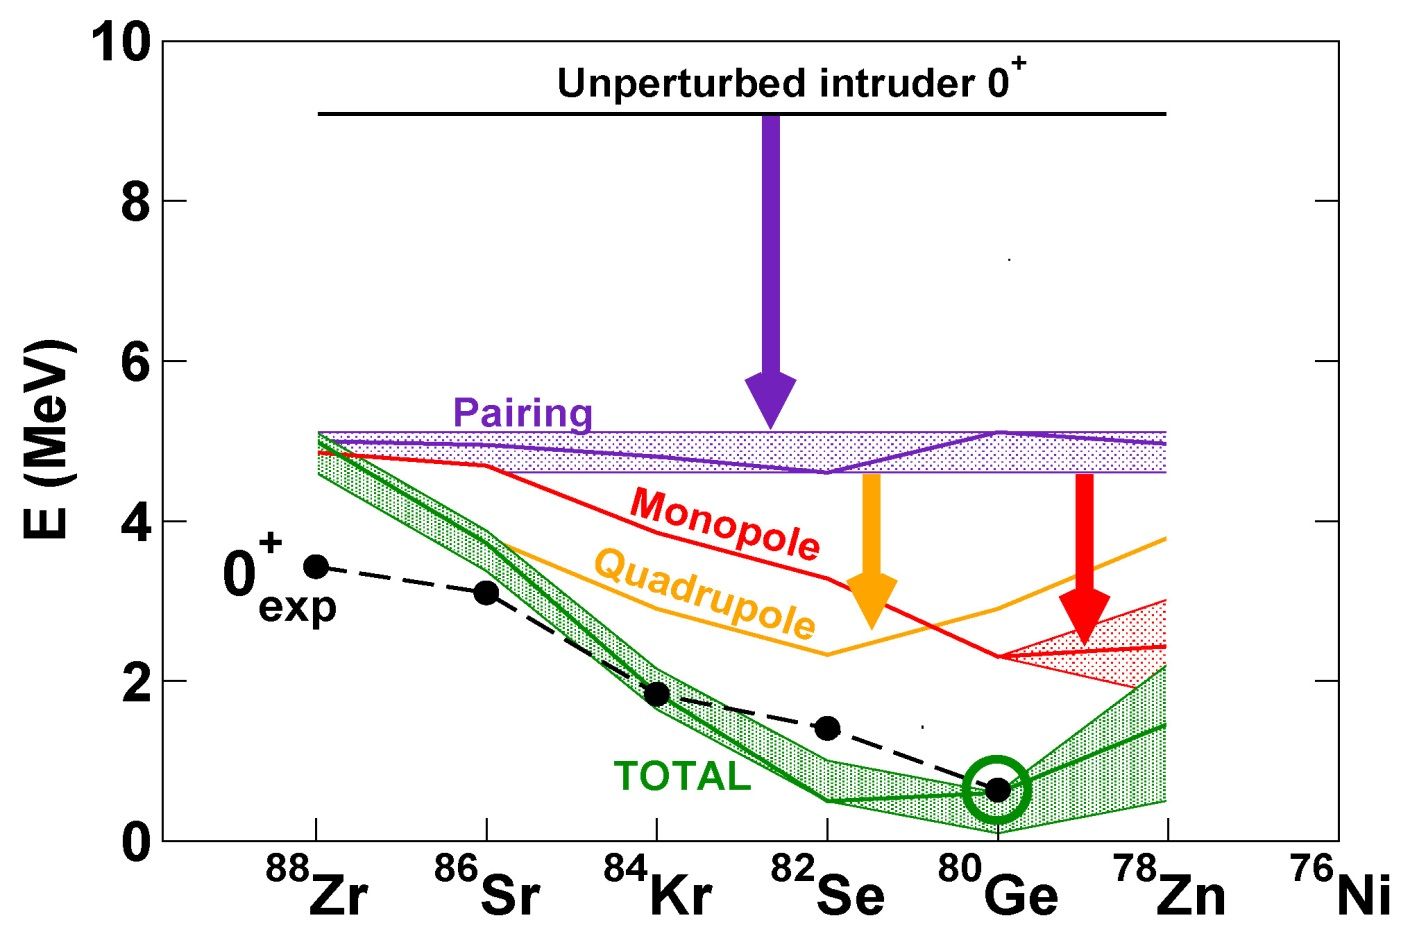 10
Unperturbed intruder 0⁺
8
6
Pairing
4
Monopole
Quadrupole
0⁺exp
2
TOTAL
0
E (MeV)
⁸⁸Zr ⁸⁶Sr ⁸⁴Kr ⁸²Se ⁸⁰Ge ⁷⁸Zn ⁷⁶Ni